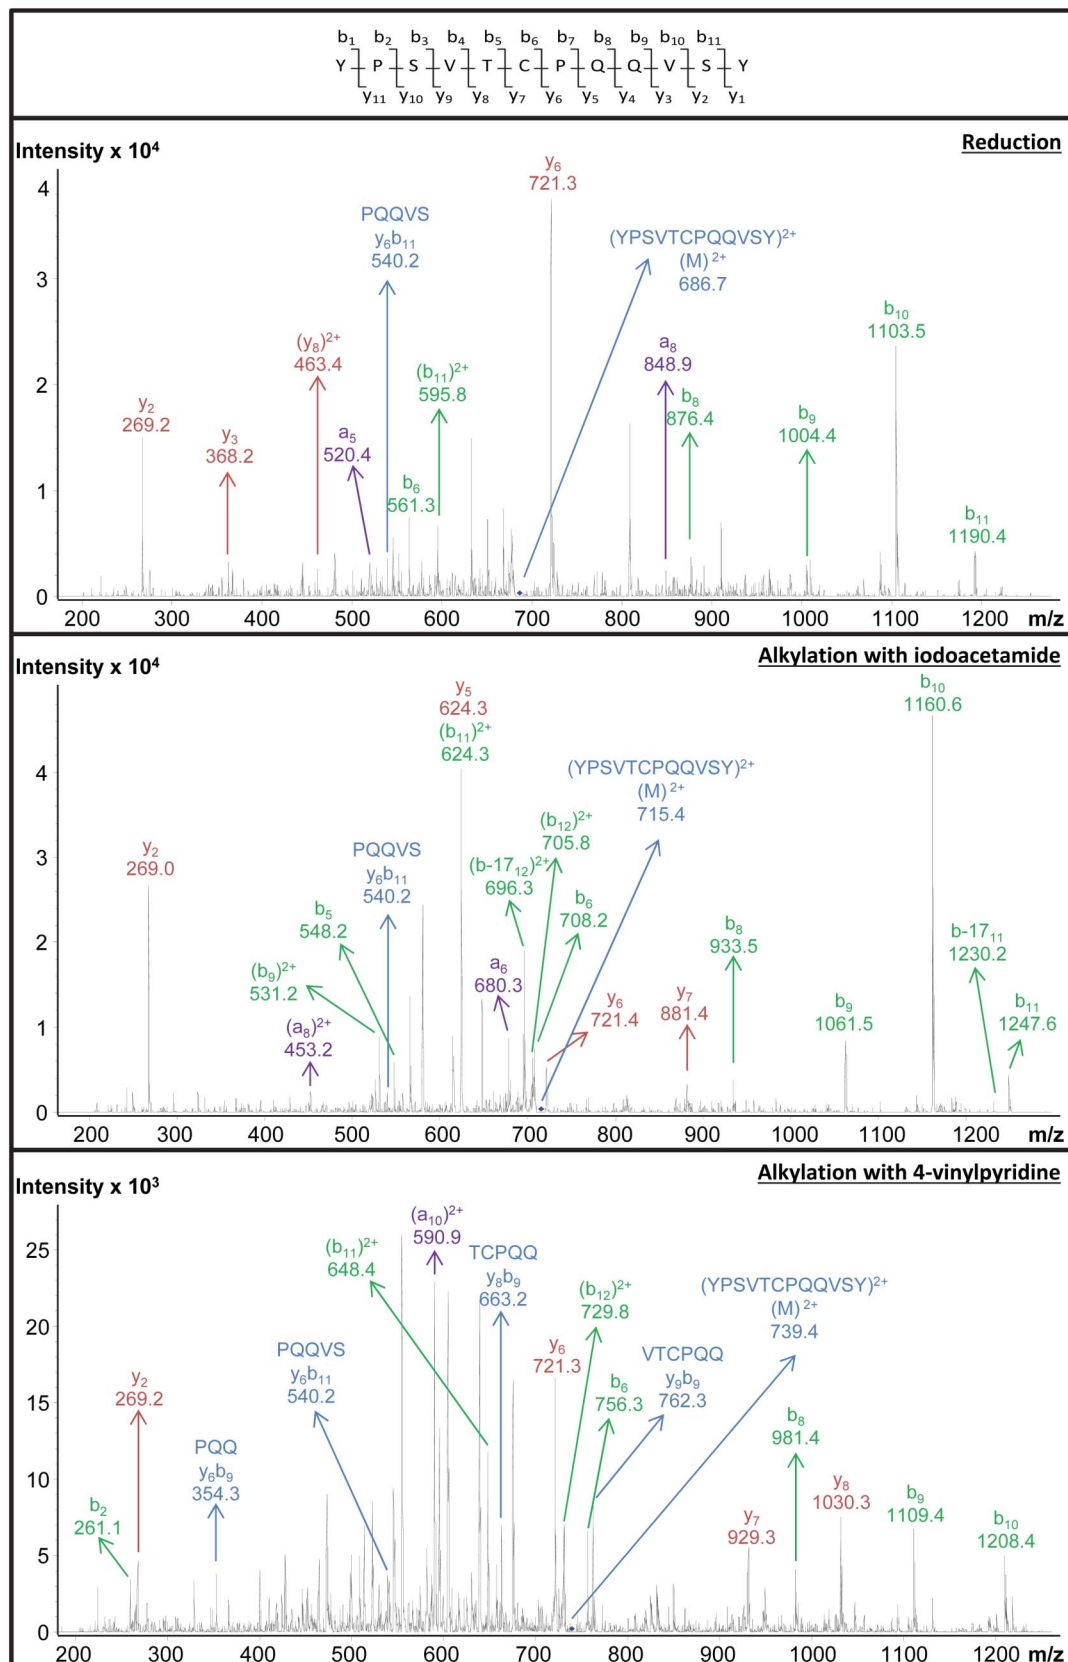 b₁ b₂ b₃ b₄ b₅ b₆ b₇ b₈ b₉ b₁₀ b₁₁
Y P S V T C P Q Q V S Y
y₁₁ y₁₀ y₉ y₈ y₇ y₆ y₅ y₄ y₃ y₂ y₁
Reduction
Intensity x 10⁴
4
3
2
1
0
y₂
269.2
y₃
368.2
(y₈)²⁺
463.4
a₅
520.4
PQQVS
y₆b₁₁
540.2
b₆
561.3
(b₁₁)²⁺
595.8
y₆
721.3
(YPSVTCPQQVSY)²⁺
(M)²⁺
686.7
a₈
848.9
b₈
876.4
b₉
1004.4
b₁₀
1103.5
b₁₁
1190.4
200 300 400 500 600 700 800 900 1000 1100 1200 m/z
Alkylation with iodoacetamide
Intensity x 10⁴
4
3
2
1
0
y₂
269.0
(a₈)²⁺
453.2
(b₉)²⁺
531.2
b₅
548.2
PQQVS
y₆b₁₁
540.2
y₅
624.3
(b₁₁)²⁺
624.3
a₆
680.3
(b-17₁₂)²⁺
696.3
(b₁₂)²⁺
705.8
b₆
708.2
(YPSVTCPQQVSY)²⁺
(M)²⁺
715.4
y₆
721.4
y₇
881.4
b₈
933.5
b₉
1061.5
b₁₀
1160.6
b-17₁₁
1230.2
b₁₁
1247.6
200 300 400 500 600 700 800 900 1000 1100 1200 m/z
Alkylation with 4-vinylpyridine
Intensity x 10³
25
20
15
10
5
0
b₂
261.1
y₂
269.2
PQQ
y₆b₉
354.3
PQQVS
y₆b₁₁
540.2
(b₁₁)²⁺
648.4
(a₁₀)²⁺
590.9
TCPQQ
y₈b₉
663.2
y₆
721.3
(b₁₂)²⁺
729.8
b₆
756.3
VTCPQQ
y₉b₉
762.3
(YPSVTCPQQVSY)²⁺
(M)²⁺
739.4
y₇
929.3
b₈
981.4
y₈
1030.3
b₉
1109.4
b₁₀
1208.4
200 300 400 500 600 700 800 900 1000 1100 1200 m/z